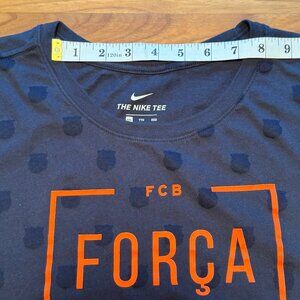 1 2 3 4 5 6 7 8 9
THE NIKE TEE
FCB
FORÇA